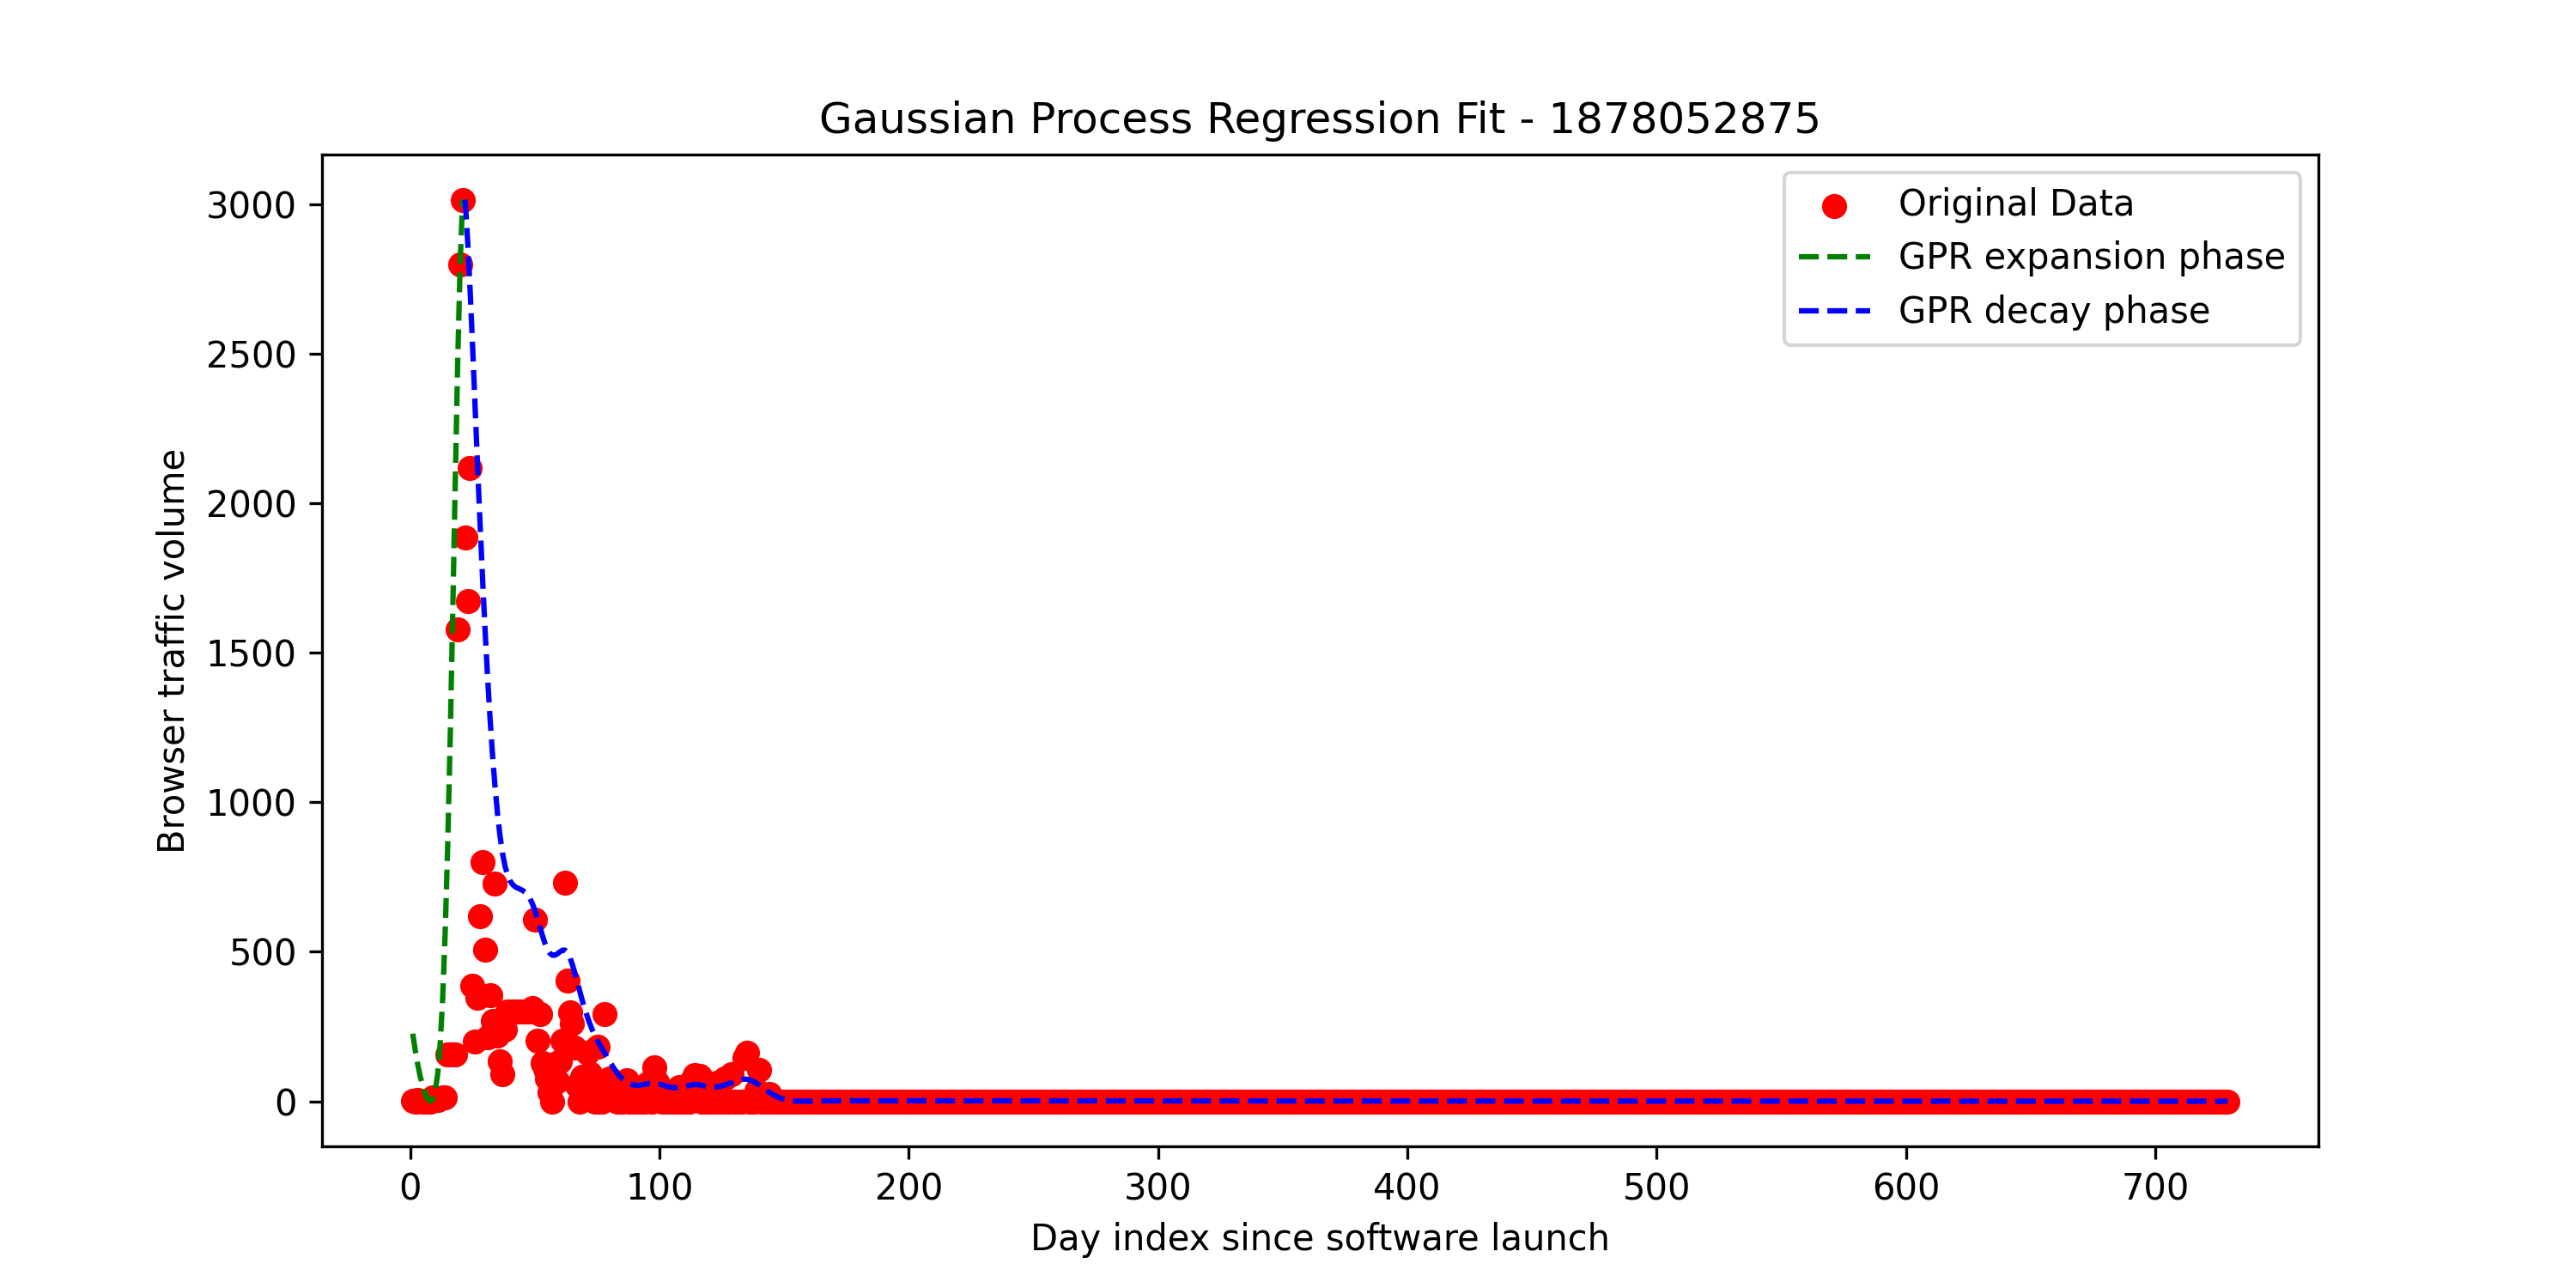 Gaussian Process Regression Fit - 1878052875
Original Data
GPR expansion phase
GPR decay phase
3000
2500
2000
1500
1000
500
0
Browser traffic volume
0 100 200 300 400 500 600 700
Day index since software launch